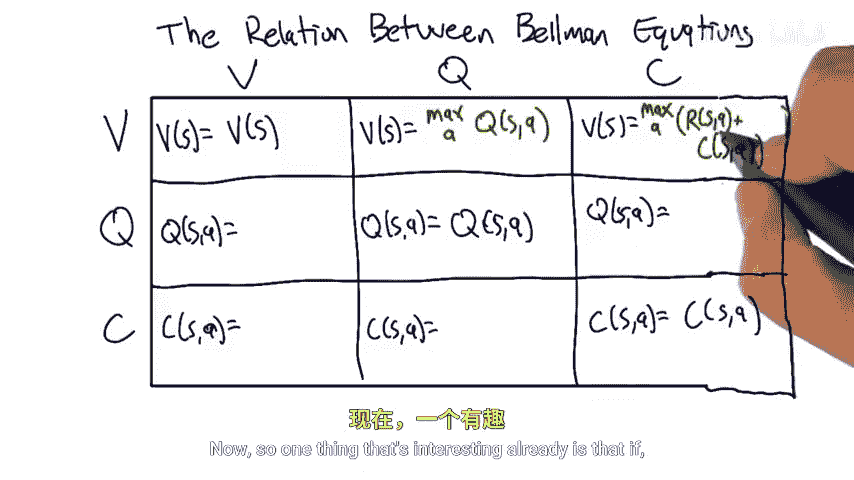 The Relation Between Bellman Equations
V Q C
V V(s)= V(s) V(s)= max a Q(s,a) V(s)= max a (R(s,a)+
C(s,a))
Q Q(s,a)= Q(s,a)= Q(s,a) Q(s,a)=
C C(s,a)= C(s,a)= C(s,a)= C(s,a)
现在，一个有趣
Now, so one thing that's interesting already is that if,